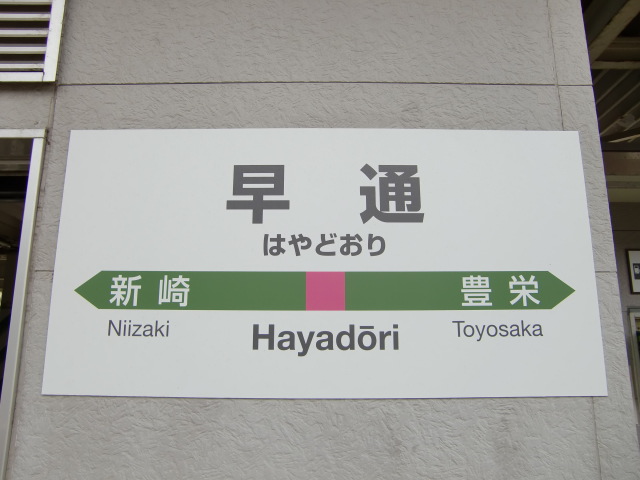 早 通
はやどおり
新 崎 豊 栄
Niizaki Hayadōri Toyosaka